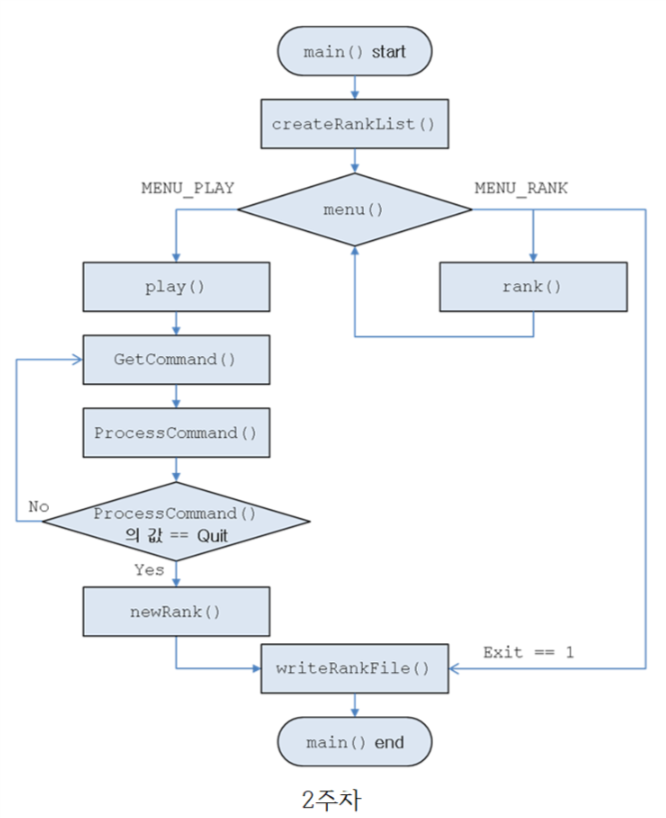 main() start
createRankList()
MENU_PLAY
MENU_RANK
menu()
play()
rank()
GetCommand()
ProcessCommand()
No
ProcessCommand()
의 값 == Quit
Yes
newRank()
Exit == 1
writeRankFile()
main() end
2주차